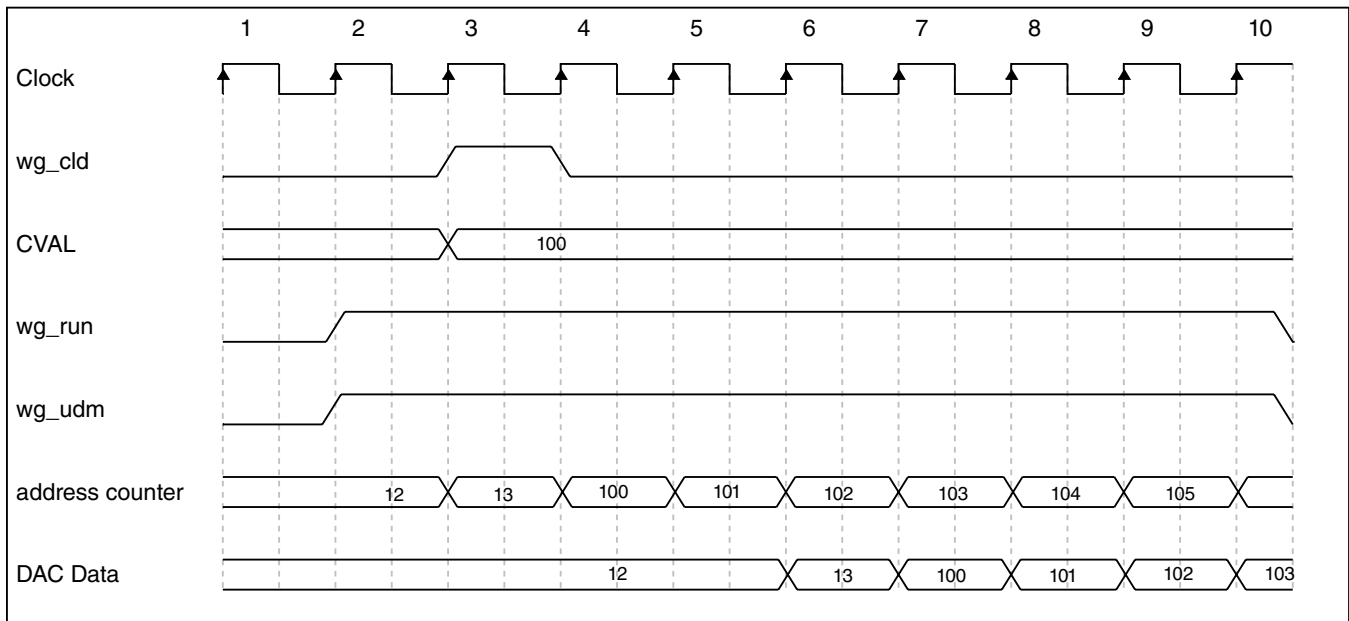 1 2 3 4 5 6 7 8 9 10
Clock
wg_cld
CVAL 100
wg_run
wg_udm
address counter 12 13 100 101 102 103 104 105
DAC Data 12 13 100 101 102 103